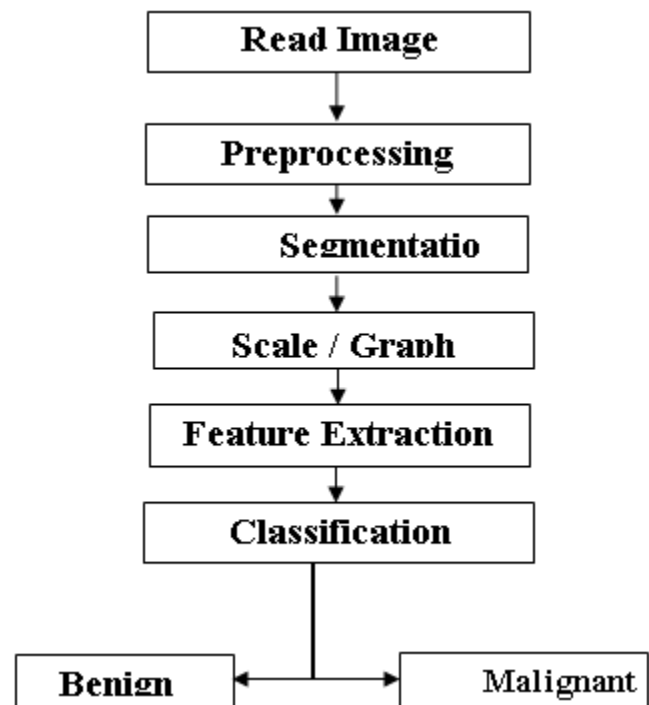 Read Image
Preprocessing
Segmentatio
Scale / Graph
Feature Extraction
Classification
Benign
Malignant